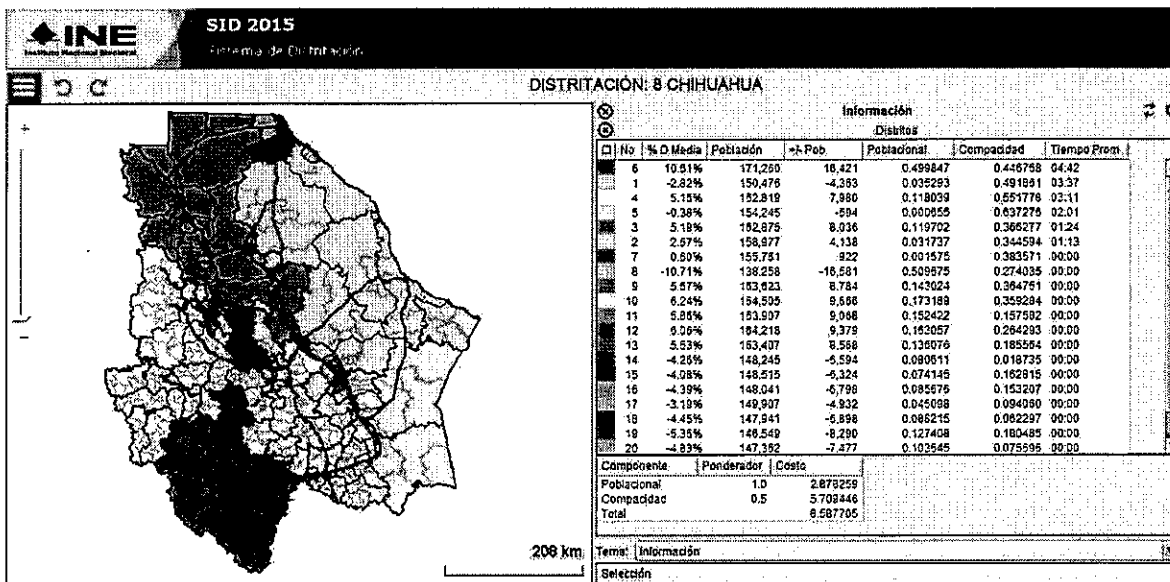 INE
Instituto Nacional Electoral
SID 2015
Sistema de Distritación
DISTRITACIÓN: 8 CHIHUAHUA
Información
Distritos
No % D.Media Población +/- Pob. Poblacional Compacidad Tiempo Prom.
6 10.61% 171,260 16,421 0.499847 0.446758 04:42
1 -2.82% 150,476 -4,363 0.035293 0.491861 03:37
4 5.15% 162,819 7,980 0.118039 0.551776 03:11
5 -0.38% 154,245 -594 0.000655 0.637276 02:01
3 5.19% 162,875 8,036 0.119702 0.366277 01:24
2 2.67% 158,977 4,138 0.031737 0.344594 01:13
7 0.60% 155,761 922 0.001575 0.383571 00:00
8 -10.71% 138,258 -16,581 0.509675 0.274035 00:00
9 5.67% 163,623 8,784 0.143024 0.364751 00:00
10 6.24% 164,505 9,666 0.173189 0.359284 00:00
11 5.86% 163,907 9,068 0.152422 0.157592 00:00
12 6.06% 164,218 9,379 0.163057 0.264293 00:00
13 5.53% 163,407 8,568 0.136076 0.185564 00:00
14 -4.26% 148,245 -6,594 0.080611 0.018735 00:00
15 -4.08% 148,515 -6,324 0.074145 0.162815 00:00
16 -4.39% 148,041 -6,798 0.085676 0.153207 00:00
17 -3.19% 149,907 -4,932 0.045098 0.094060 00:00
18 -4.45% 147,941 -6,898 0.088215 0.062297 00:00
19 -5.35% 146,549 -8,290 0.127408 0.180485 00:00
20 -4.83% 147,362 -7,477 0.103645 0.075695 00:00
Componente Ponderador Costo
Poblacional 1.0 2.878259
Compacidad 0.5 5.709446
Total 8.587705
208 km
Tema: Información
Selección